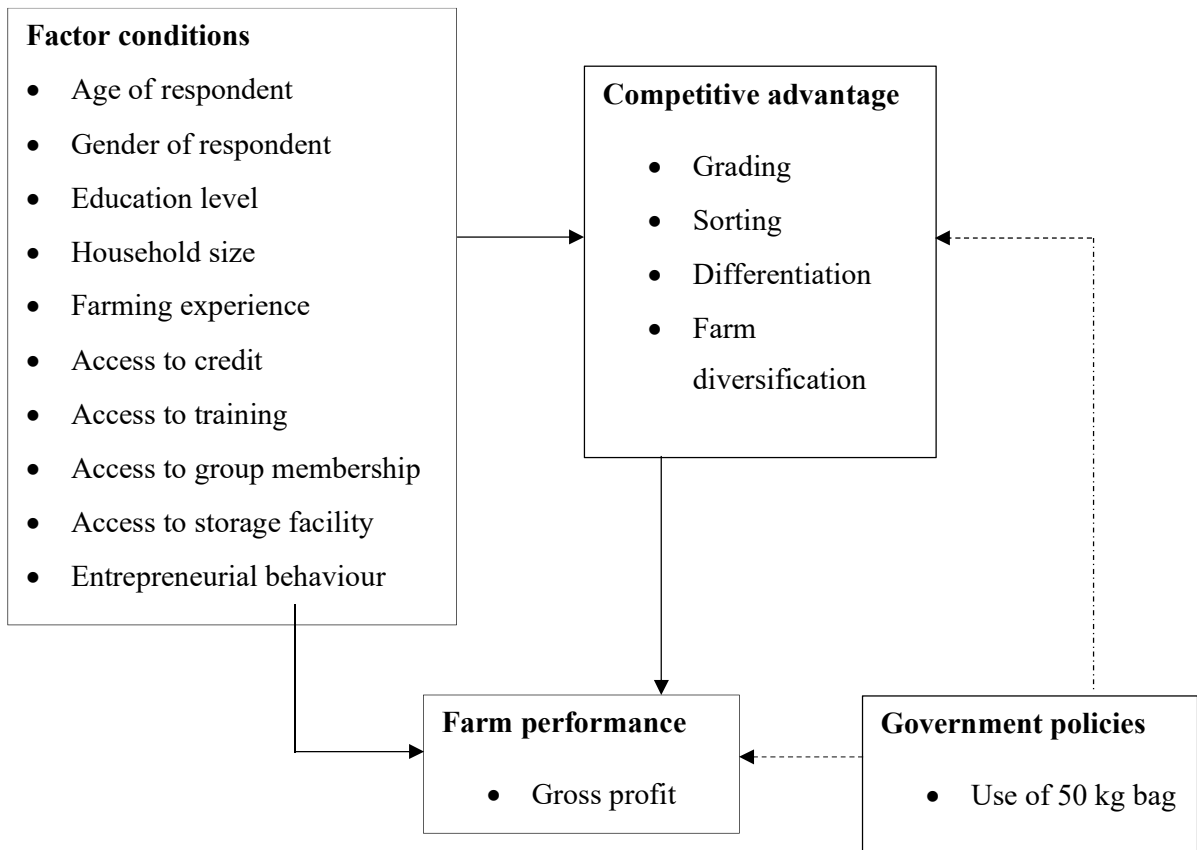 Factor conditions
• Age of respondent
• Gender of respondent
• Education level
• Household size
• Farming experience
• Access to credit
• Access to training
• Access to group membership
• Access to storage facility
• Entrepreneurial behaviour
Competitive advantage
• Grading
• Sorting
• Differentiation
• Farm
diversification
Farm performance
• Gross profit
Government policies
• Use of 50 kg bag